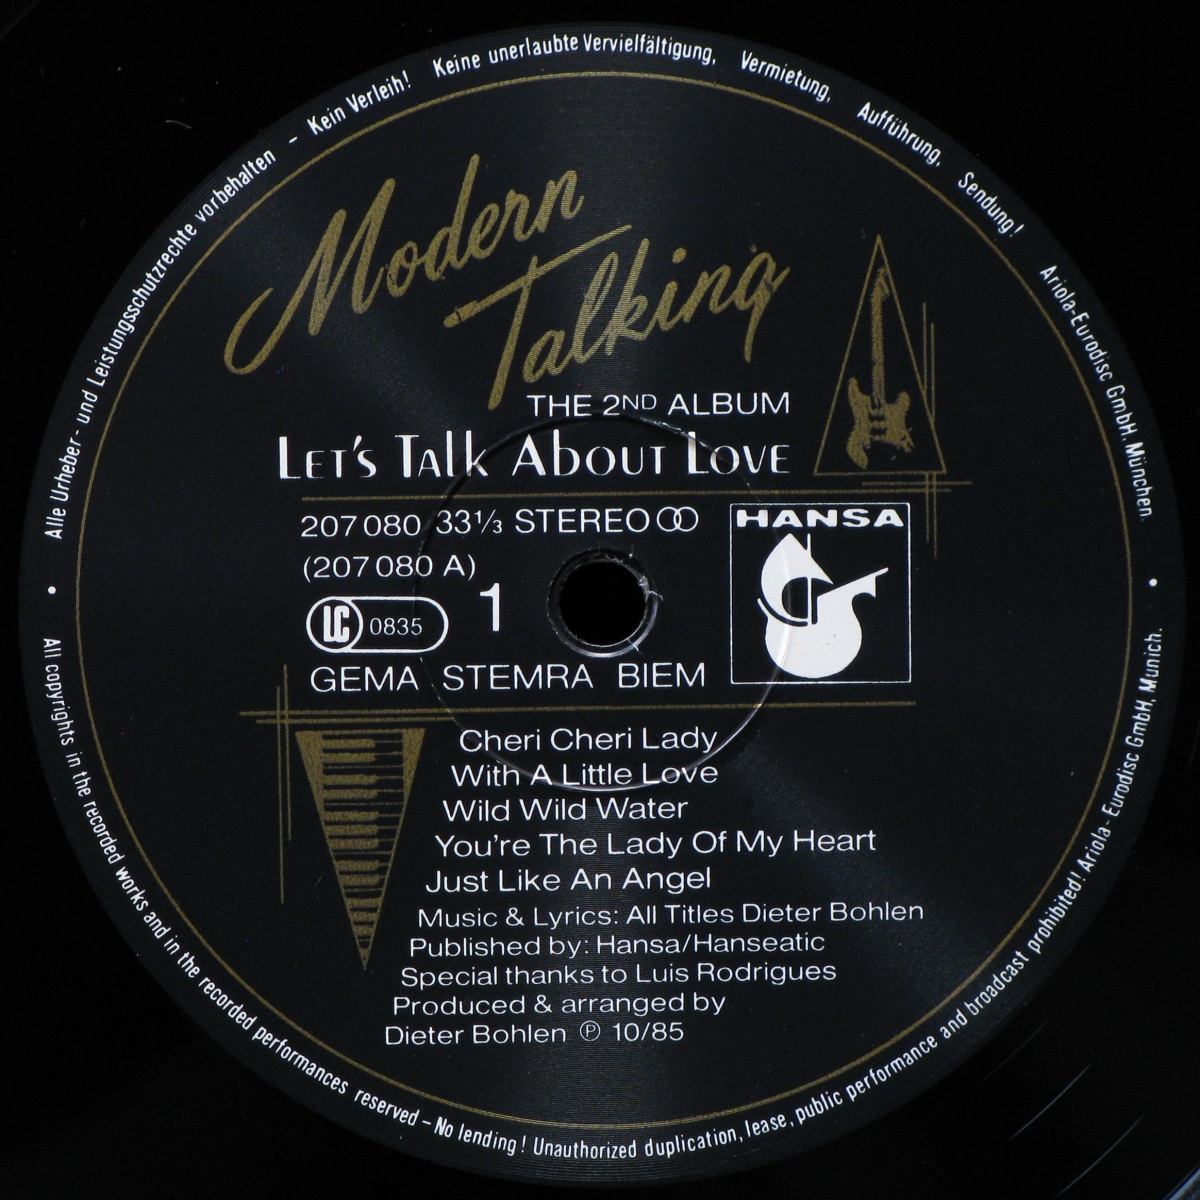 Alle Urheber- und Leistungsschutzrechte vorbehalten – Kein Verleih! Keine unerlaubte Vervielfältigung, Vermietung, Aufführung, Sendung! Ariola-Eurodisc GmbH, München.
Modern
Talking
THE 2ND ALBUM
LET'S TALK ABOUT LOVE
207 080 33⅓ STEREO
(207 080 A)
1
LC 0835
HANSA
GEMA STEMRA BIEM
Cheri Cheri Lady
With A Little Love
Wild Wild Water
You're The Lady Of My Heart
Just Like An Angel
Music & Lyrics: All Titles Dieter Bohlen
Published by: Hansa/Hanseatic
Special thanks to Luis Rodrigues
Produced & arranged by
Dieter Bohlen ℗ 10/85
All copyrights in the recorded works and in the recorded performances reserved – No lending! Unauthorized duplication, lease, public performance and broadcast prohibited! Ariola-Eurodisc GmbH, Munich.